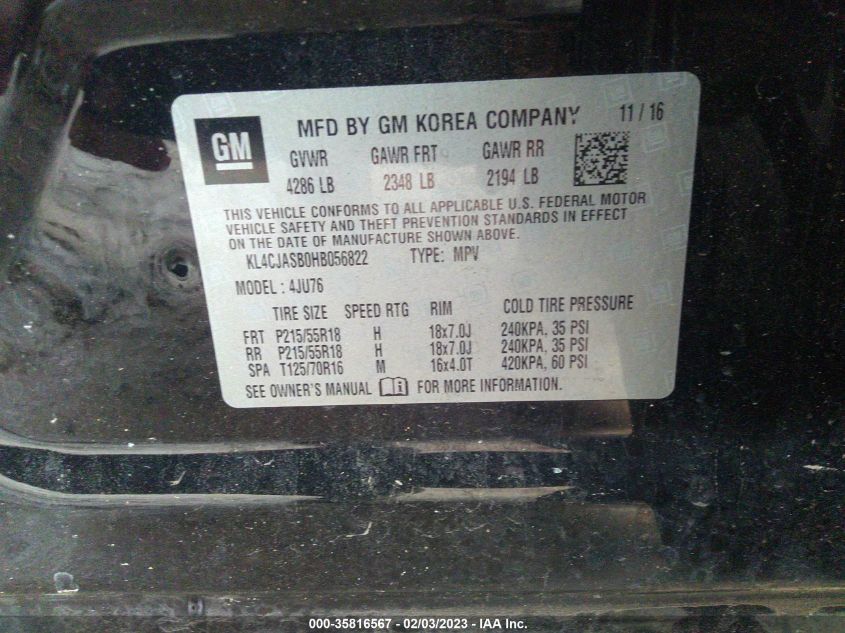 GM
MFD BY GM KOREA COMPANY 11 / 16
GVWR GAWR FRT GAWR RR
4286 LB 2348 LB 2194 LB
THIS VEHICLE CONFORMS TO ALL APPLICABLE U.S. FEDERAL MOTOR
VEHICLE SAFETY AND THEFT PREVENTION STANDARDS IN EFFECT
ON THE DATE OF MANUFACTURE SHOWN ABOVE.
KL4CJASB0HB056822 TYPE: MPV
MODEL : 4JU76
TIRE SIZE SPEED RTG RIM COLD TIRE PRESSURE
FRT P215/55R18 H 18x7.0J 240KPA, 35 PSI
RR P215/55R18 H 18x7.0J 240KPA, 35 PSI
SPA T125/70R16 M 16x4.0T 420KPA, 60 PSI
SEE OWNER'S MANUAL FOR MORE INFORMATION.
000-35816567 - 02/03/2023 - IAA Inc.